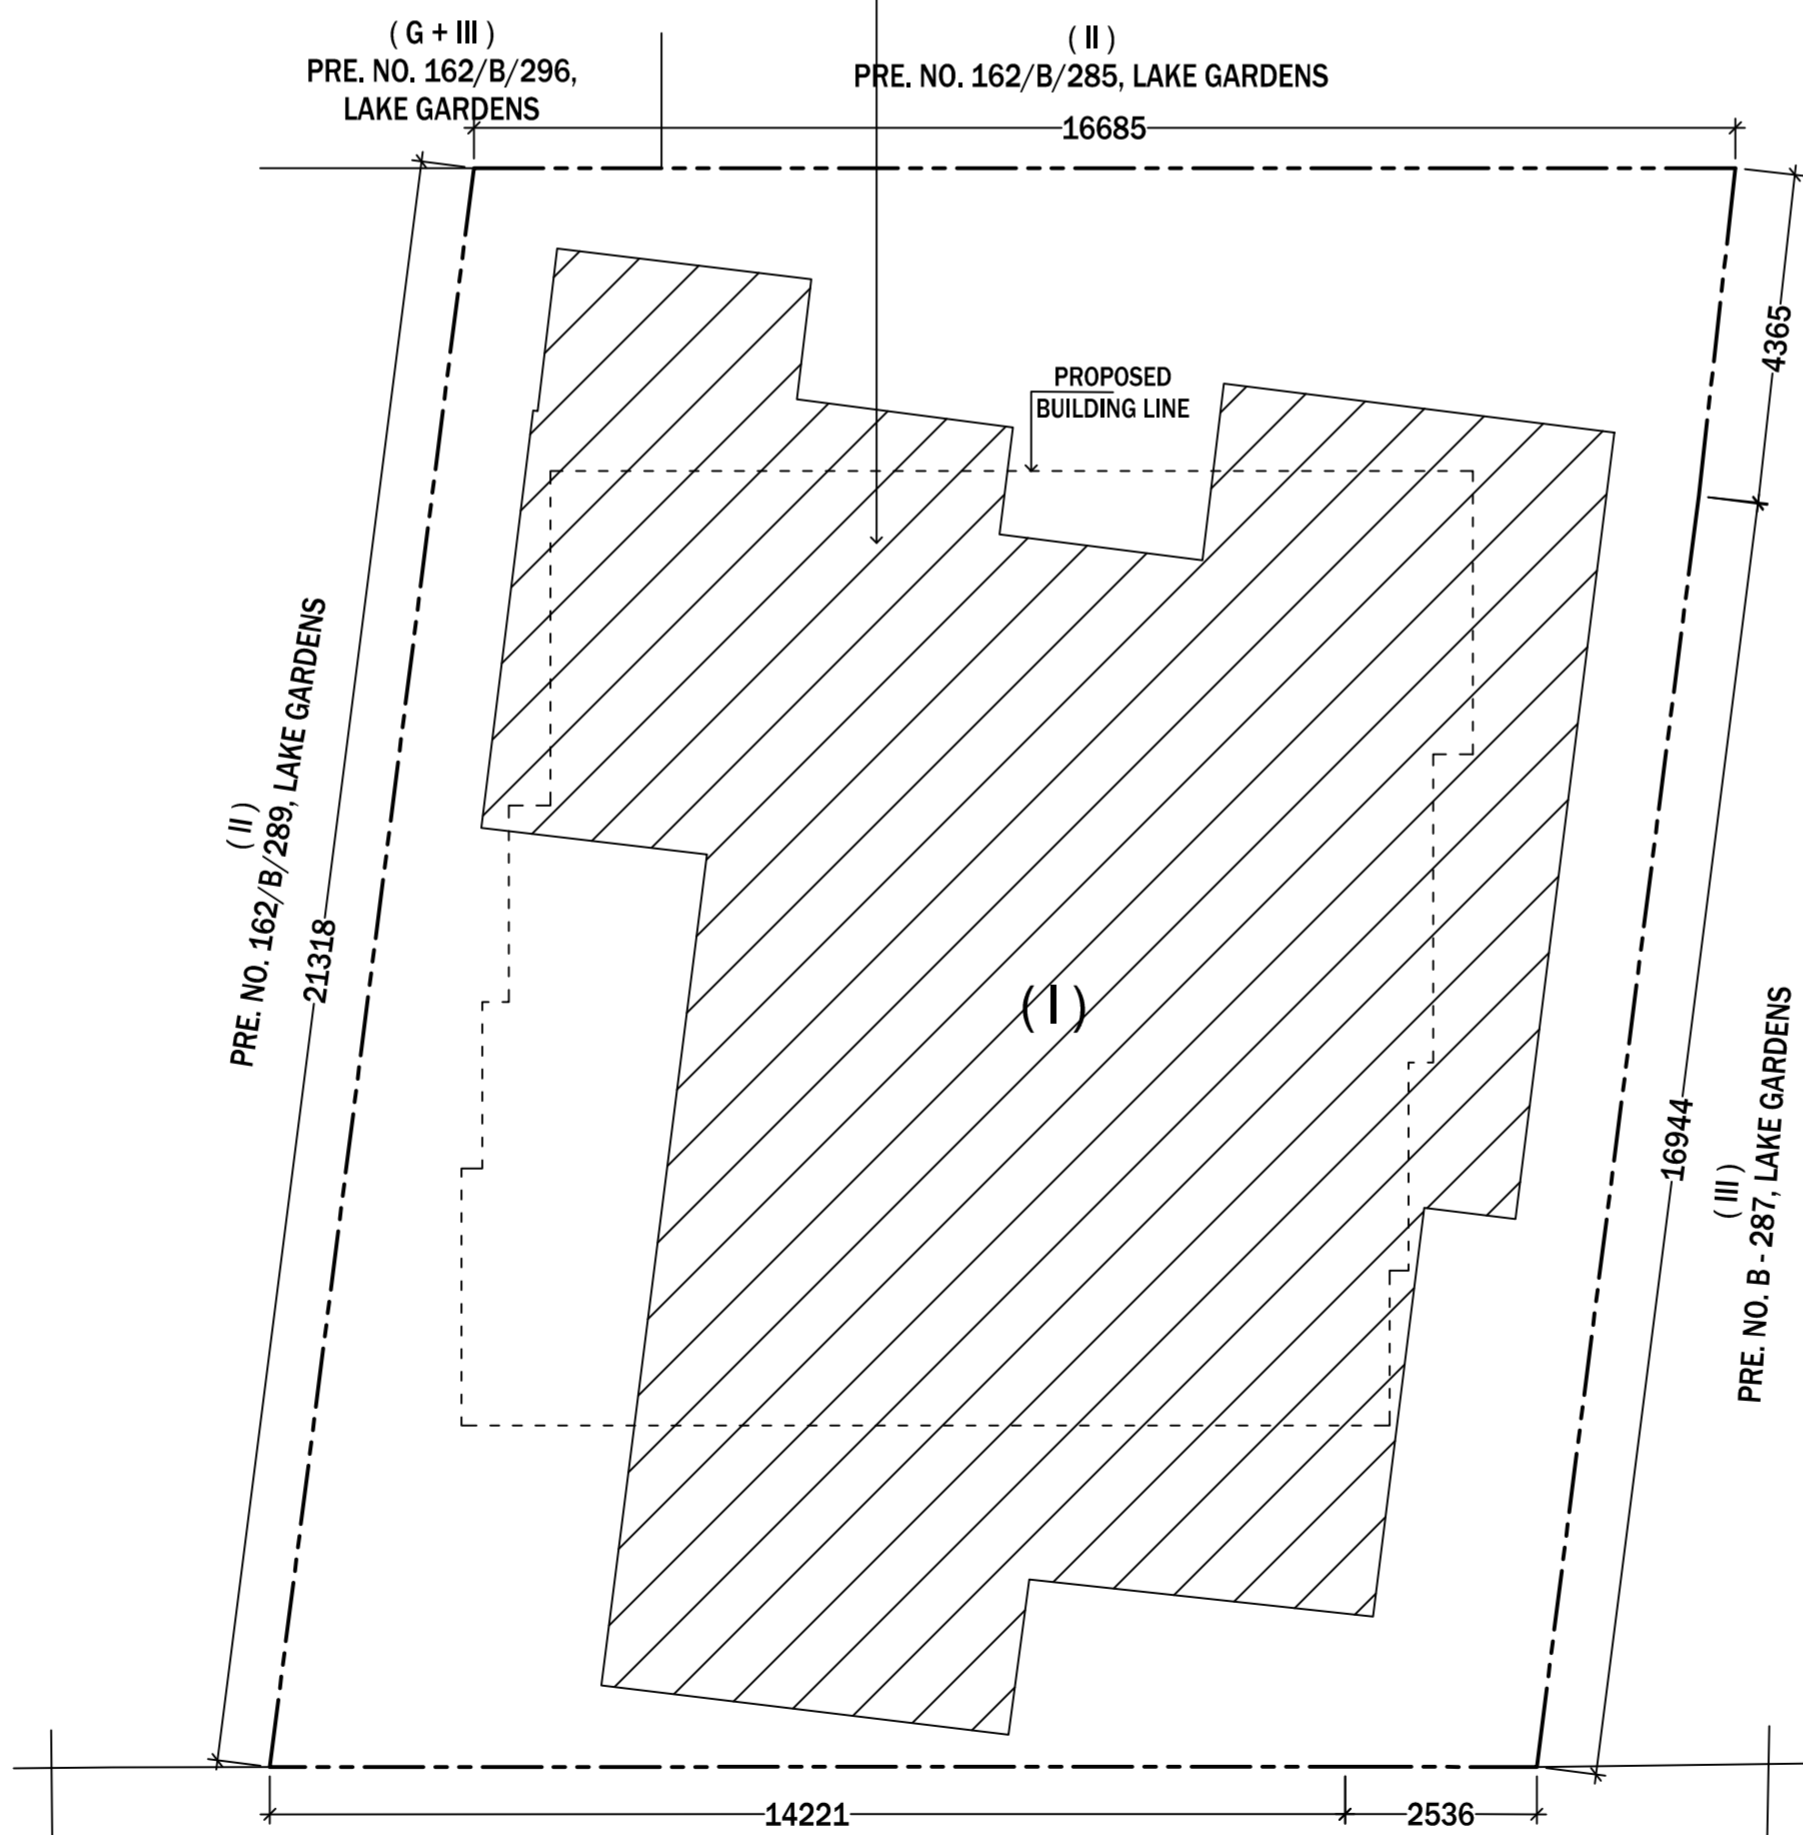 ( G + III )
PRE. NO. 162/B/296,
LAKE GARDENS
( II )
PRE. NO. 162/B/285, LAKE GARDENS
16685
4365
PROPOSED
BUILDING LINE
( II )
PRE. NO. 162/B/289, LAKE GARDENS
21318
( I )
16944
( III )
PRE. NO. B - 287, LAKE GARDENS
14221
2536